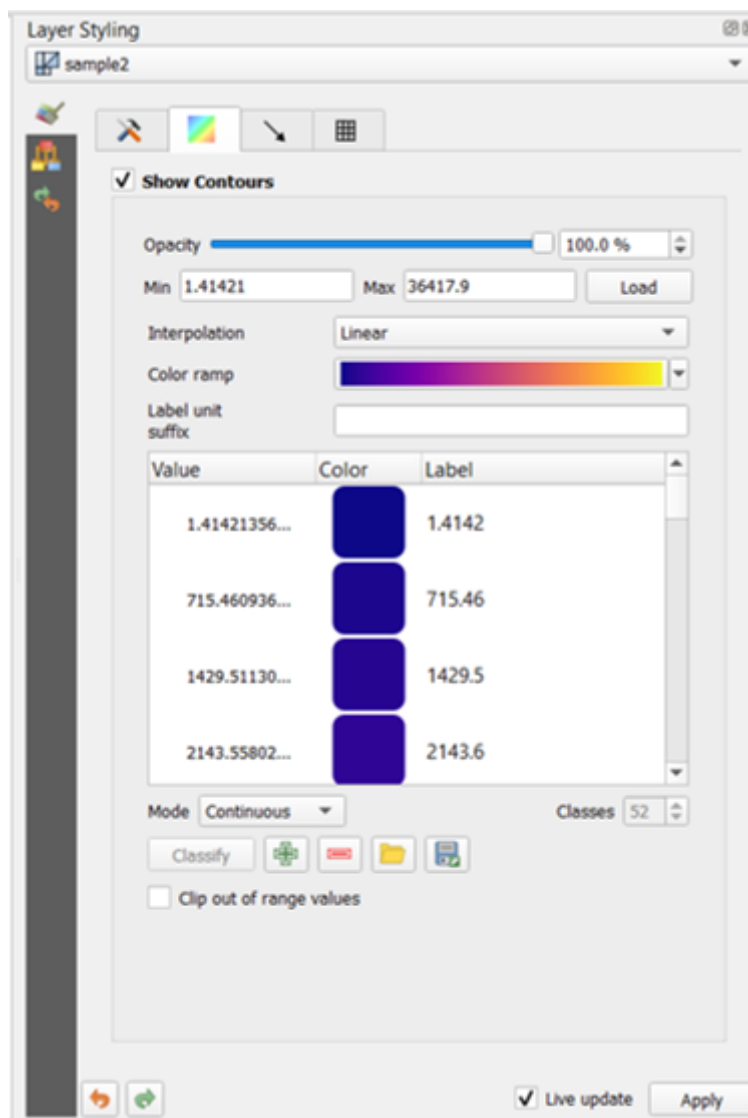 Layer Styling
sample2
Show Contours
Opacity 100.0 %
Min 1.41421 Max 36417.9 Load
Interpolation Linear
Color ramp
Label unit
suffix
Value Color Label
1.41421356... 1.4142
715.460936... 715.46
1429.51130... 1429.5
2143.55802... 2143.6
Mode Continuous Classes 52
Classify
Clip out of range values
Live update Apply